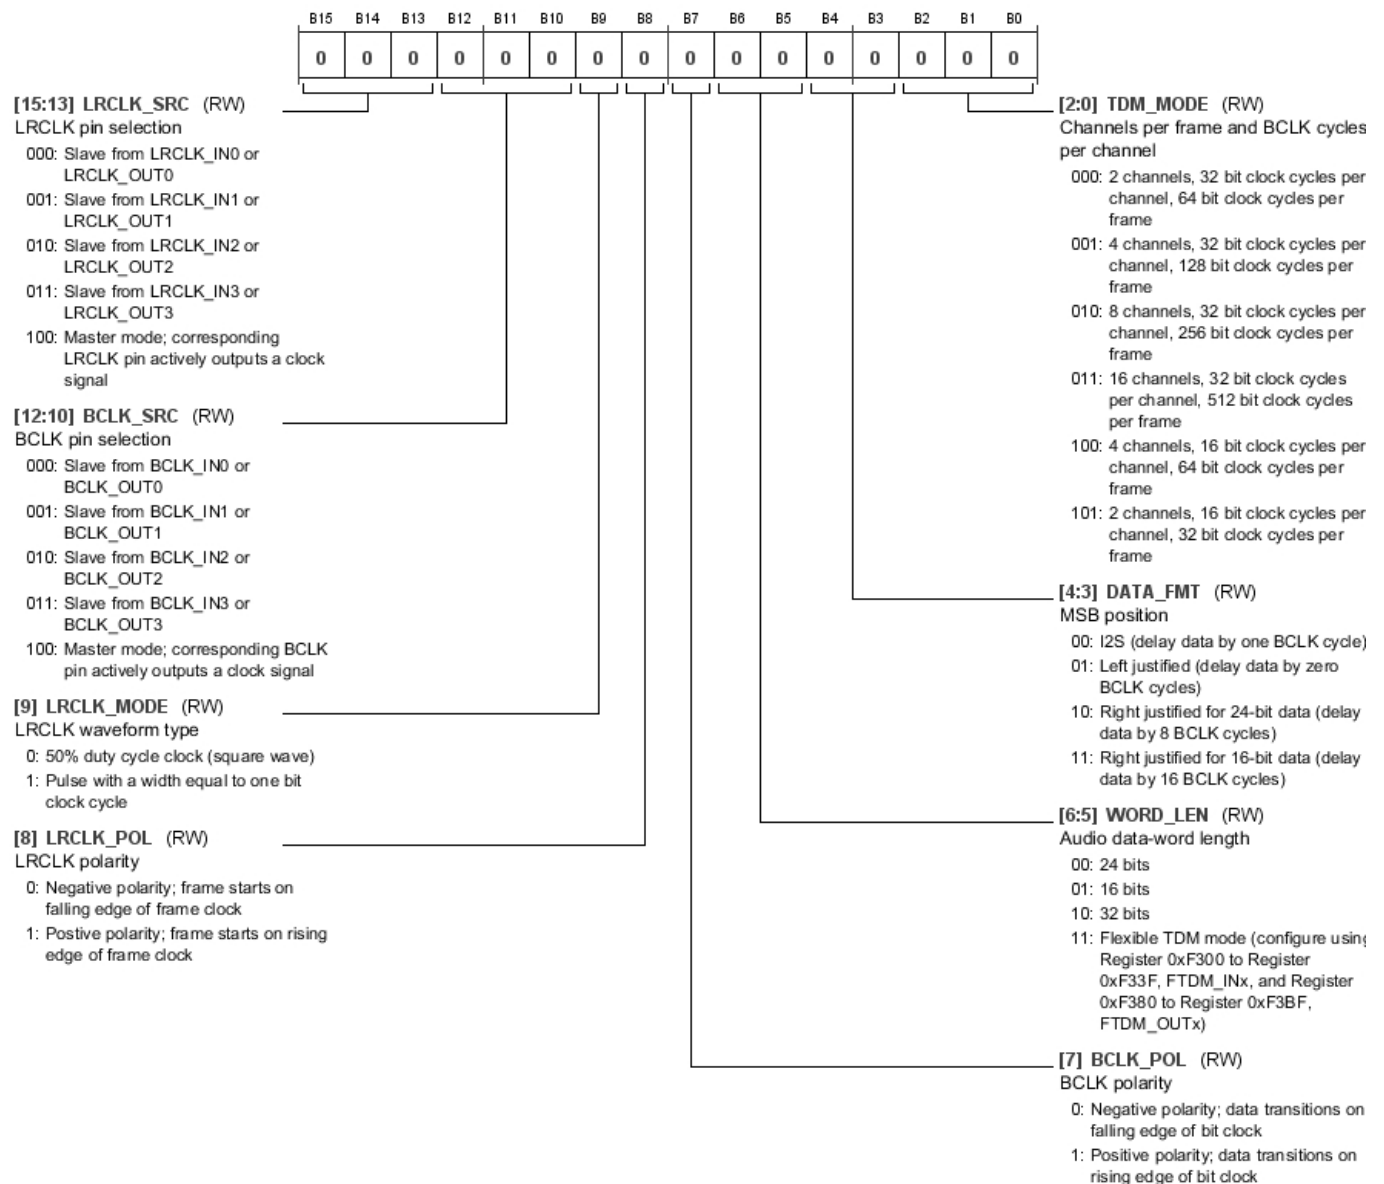 B15 B14 B13 B12 B11 B10 B9 B8 B7 B6 B5 B4 B3 B2 B1 B0
0 0 0 0 0 0 0 0 0 0 0 0 0 0 0 0
[15:13] LRCLK_SRC (RW)
LRCLK pin selection
000: Slave from LRCLK_IN0 or
LRCLK_OUT0
001: Slave from LRCLK_IN1 or
LRCLK_OUT1
010: Slave from LRCLK_IN2 or
LRCLK_OUT2
011: Slave from LRCLK_IN3 or
LRCLK_OUT3
100: Master mode; corresponding
LRCLK pin actively outputs a clock
signal
[12:10] BCLK_SRC (RW)
BCLK pin selection
000: Slave from BCLK_IN0 or
BCLK_OUT0
001: Slave from BCLK_IN1 or
BCLK_OUT1
010: Slave from BCLK_IN2 or
BCLK_OUT2
011: Slave from BCLK_IN3 or
BCLK_OUT3
100: Master mode; corresponding BCLK
pin actively outputs a clock signal
[9] LRCLK_MODE (RW)
LRCLK waveform type
0: 50% duty cycle clock (square wave)
1: Pulse with a width equal to one bit
clock cycle
[8] LRCLK_POL (RW)
LRCLK polarity
0: Negative polarity; frame starts on
falling edge of frame clock
1: Postive polarity; frame starts on rising
edge of frame clock
[2:0] TDM_MODE (RW)
Channels per frame and BCLK cycles
per channel
000: 2 channels, 32 bit clock cycles per
channel, 64 bit clock cycles per
frame
001: 4 channels, 32 bit clock cycles per
channel, 128 bit clock cycles per
frame
010: 8 channels, 32 bit clock cycles per
channel, 256 bit clock cycles per
frame
011: 16 channels, 32 bit clock cycles
per channel, 512 bit clock cycles
per frame
100: 4 channels, 16 bit clock cycles per
channel, 64 bit clock cycles per
frame
101: 2 channels, 16 bit clock cycles per
channel, 32 bit clock cycles per
frame
[4:3] DATA_FMT (RW)
MSB position
00: I2S (delay data by one BCLK cycle)
01: Left justified (delay data by zero
BCLK cycles)
10: Right justified for 24-bit data (delay
data by 8 BCLK cycles)
11: Right justified for 16-bit data (delay
data by 16 BCLK cycles)
[6:5] WORD_LEN (RW)
Audio data-word length
00: 24 bits
01: 16 bits
10: 32 bits
11: Flexible TDM mode (configure using
Register 0xF300 to Register
0xF33F, FTDM_INx, and Register
0xF380 to Register 0xF3BF,
FTDM_OUTx)
[7] BCLK_POL (RW)
BCLK polarity
0: Negative polarity; data transitions on
falling edge of bit clock
1: Positive polarity; data transitions on
rising edge of bit clock